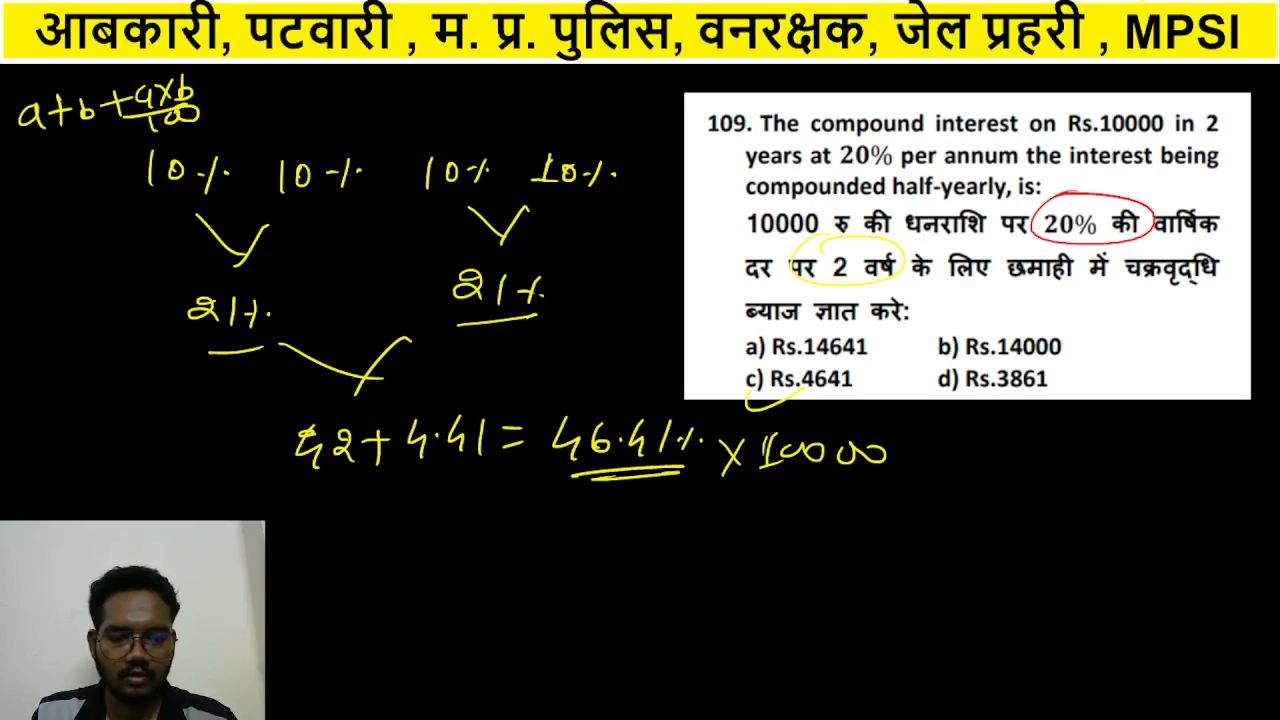 आबकारी, पटवारी , म. प्र. पुलिस, वनरक्षक, जेल प्रहरी , MPSI
a+b+a×b/100
10% 10% 10% 10%
21% 21%
42+4.41= 46.41% ×10000
109. The compound interest on Rs.10000 in 2
years at 20% per annum the interest being
compounded half-yearly, is:
10000 रु की धनराशि पर 20% की वार्षिक
दर पर 2 वर्ष के लिए छमाही में चक्रवृद्धि
ब्याज ज्ञात करे:
a) Rs.14641 b) Rs.14000
c) Rs.4641 d) Rs.3861